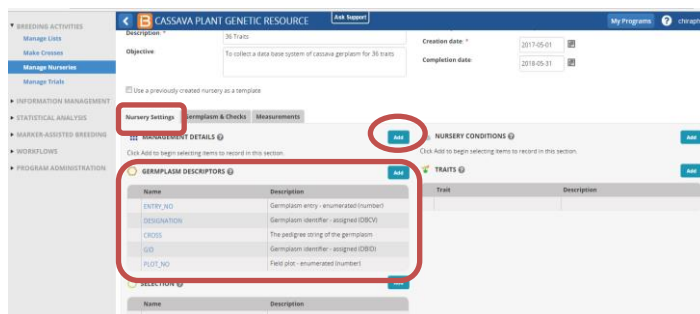 BREEDING ACTIVITIES
Manage Lists
Make Crosses
Manage Nurseries
Manage Trials
INFORMATION MANAGEMENT
STATISTICAL ANALYSIS
MARKER-ASSISTED BREEDING
WORKFLOWS
PROGRAM ADMINISTRATION
B CASSAVA PLANT GENETIC RESOURCE
Ask Support
My Programs ? chiraph
Description: *
36 Traits
Objective
To collect a data base system of cassava gerplasm for 36 traits
Creation date: *
2017-05-01
Completion date:
2018-05-31
Use a previously created nursery as a template
Nursery Settings Germplasm & Checks Measurements
MANAGEMENT DETAILS Add
Click Add to begin selecting items to record in this section.
NURSERY CONDITIONS Add
Click Add to begin selecting items to record in this section.
GERMPLASM DESCRIPTORS Add
Name Description
ENTRY_NO Germplasm entry - enumerated (number)
DESIGNATION Germplasm identifier - assigned (DBCV)
CROSS The pedigree string of the germplasm
GID Germplasm identifier - assigned (DBID)
PLOT_NO Field plot - enumerated (number)
TRAITS Add
Trait Description
SELECTION Add
Name Description